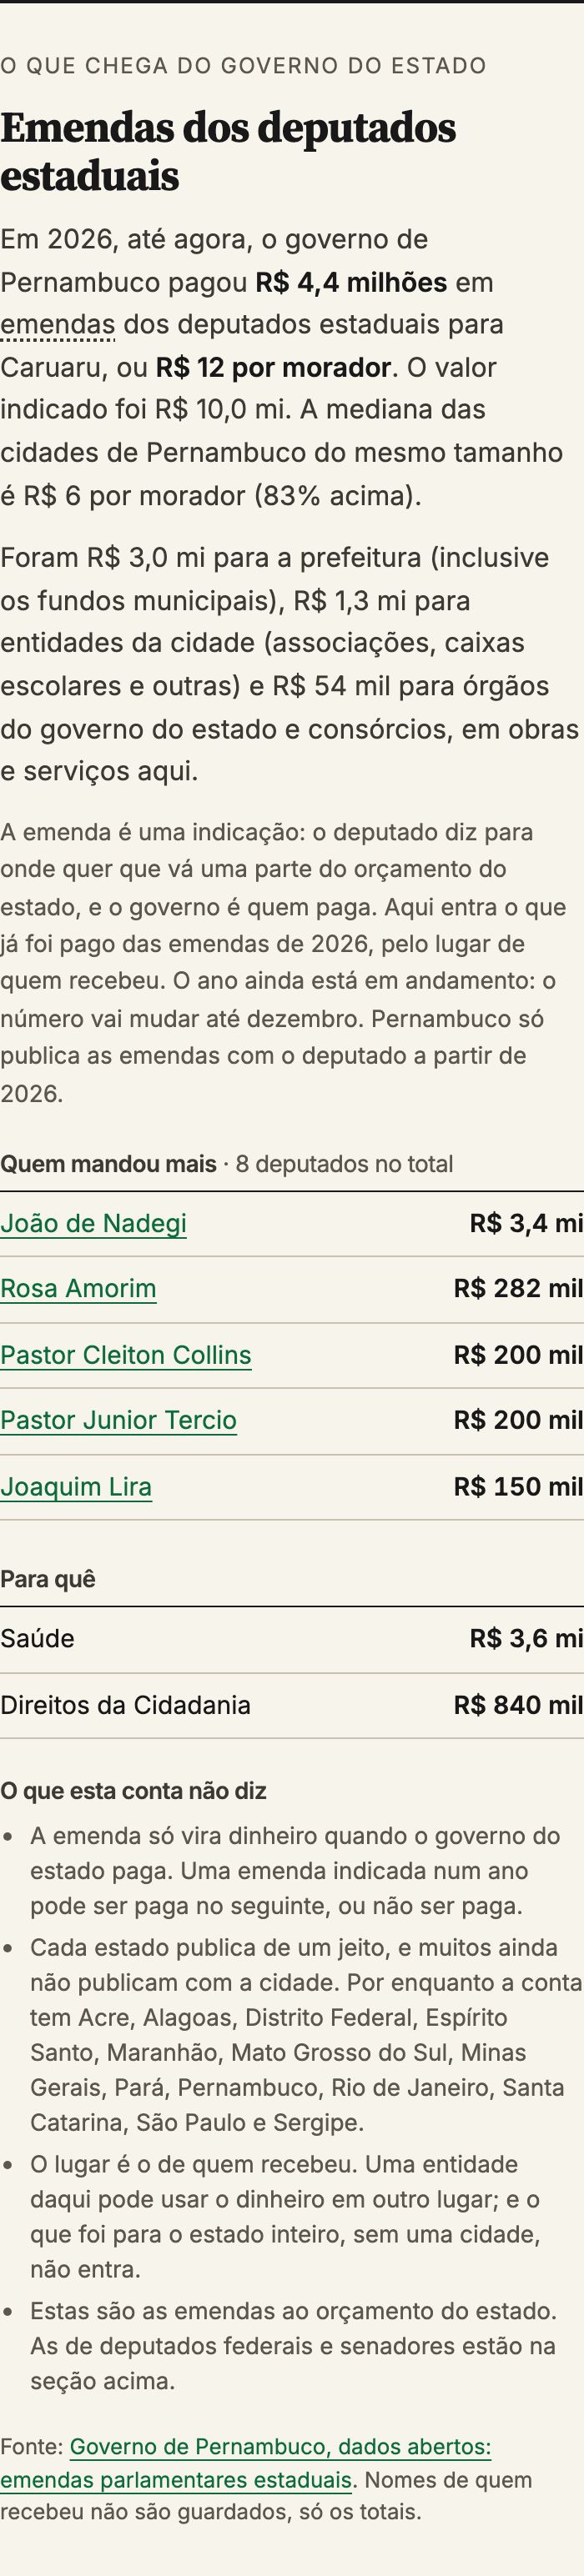 O QUE CHEGA DO GOVERNO DO ESTADO
Emendas dos deputados
estaduais
Em 2026, até agora, o governo de
Pernambuco pagou R$ 4,4 milhões em
emendas dos deputados estaduais para
Caruaru, ou R$ 12 por morador. O valor
indicado foi R$ 10,0 mi. A mediana das
cidades de Pernambuco do mesmo tamanho
é R$ 6 por morador (83% acima).
Foram R$ 3,0 mi para a prefeitura (inclusive
os fundos municipais), R$ 1,3 mi para
entidades da cidade (associações, caixas
escolares e outras) e R$ 54 mil para órgãos
do governo do estado e consórcios, em obras
e serviços aqui.
A emenda é uma indicação: o deputado diz para
onde quer que vá uma parte do orçamento do
estado, e o governo é quem paga. Aqui entra o que
já foi pago das emendas de 2026, pelo lugar de
quem recebeu. O ano ainda está em andamento: o
número vai mudar até dezembro. Pernambuco só
publica as emendas com o deputado a partir de
2026.
Quem mandou mais · 8 deputados no total
João de Nadegi R$ 3,4 mi
Rosa Amorim R$ 282 mil
Pastor Cleiton Collins R$ 200 mil
Pastor Junior Tercio R$ 200 mil
Joaquim Lira R$ 150 mil
Para quê
Saúde R$ 3,6 mi
Direitos da Cidadania R$ 840 mil
O que esta conta não diz
• A emenda só vira dinheiro quando o governo do
estado paga. Uma emenda indicada num ano
pode ser paga no seguinte, ou não ser paga.
• Cada estado publica de um jeito, e muitos ainda
não publicam com a cidade. Por enquanto a conta
tem Acre, Alagoas, Distrito Federal, Espírito
Santo, Maranhão, Mato Grosso do Sul, Minas
Gerais, Pará, Pernambuco, Rio de Janeiro, Santa
Catarina, São Paulo e Sergipe.
• O lugar é o de quem recebeu. Uma entidade
daqui pode usar o dinheiro em outro lugar; e o
que foi para o estado inteiro, sem uma cidade,
não entra.
• Estas são as emendas ao orçamento do estado.
As de deputados federais e senadores estão na
seção acima.
Fonte: Governo de Pernambuco, dados abertos:
emendas parlamentares estaduais. Nomes de quem
recebeu não são guardados, só os totais.